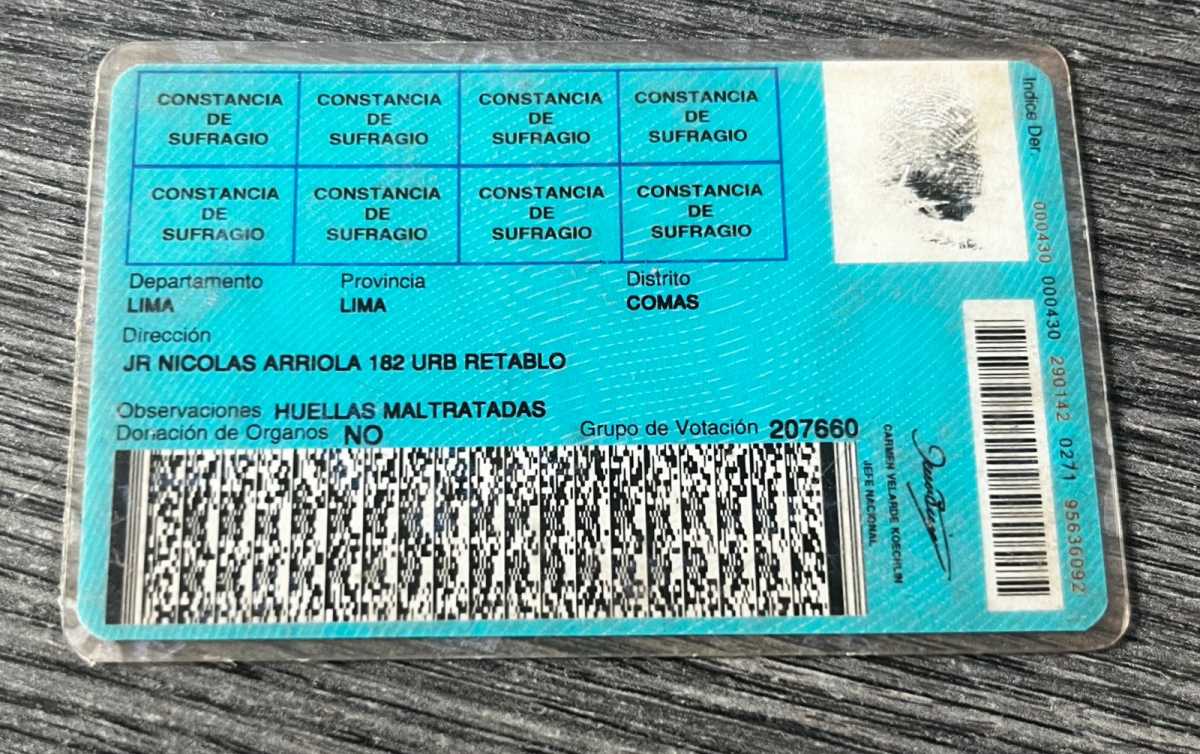 CONSTANCIA DE SUFRAGIO
CONSTANCIA DE SUFRAGIO
CONSTANCIA DE SUFRAGIO
CONSTANCIA DE SUFRAGIO
CONSTANCIA DE SUFRAGIO
CONSTANCIA DE SUFRAGIO
CONSTANCIA DE SUFRAGIO
CONSTANCIA DE SUFRAGIO
Indice Der.
Departamento Provincia Distrito
LIMA LIMA COMAS
Dirección
JR NICOLAS ARRIOLA 182 URB RETABLO
Observaciones HUELLAS MALTRATADAS
Donación de Organos NO Grupo de Votación 207660
CARMEN VELARDE KOECHLIN
JEFE NACIONAL
000430 000430 290142 0271 95636092